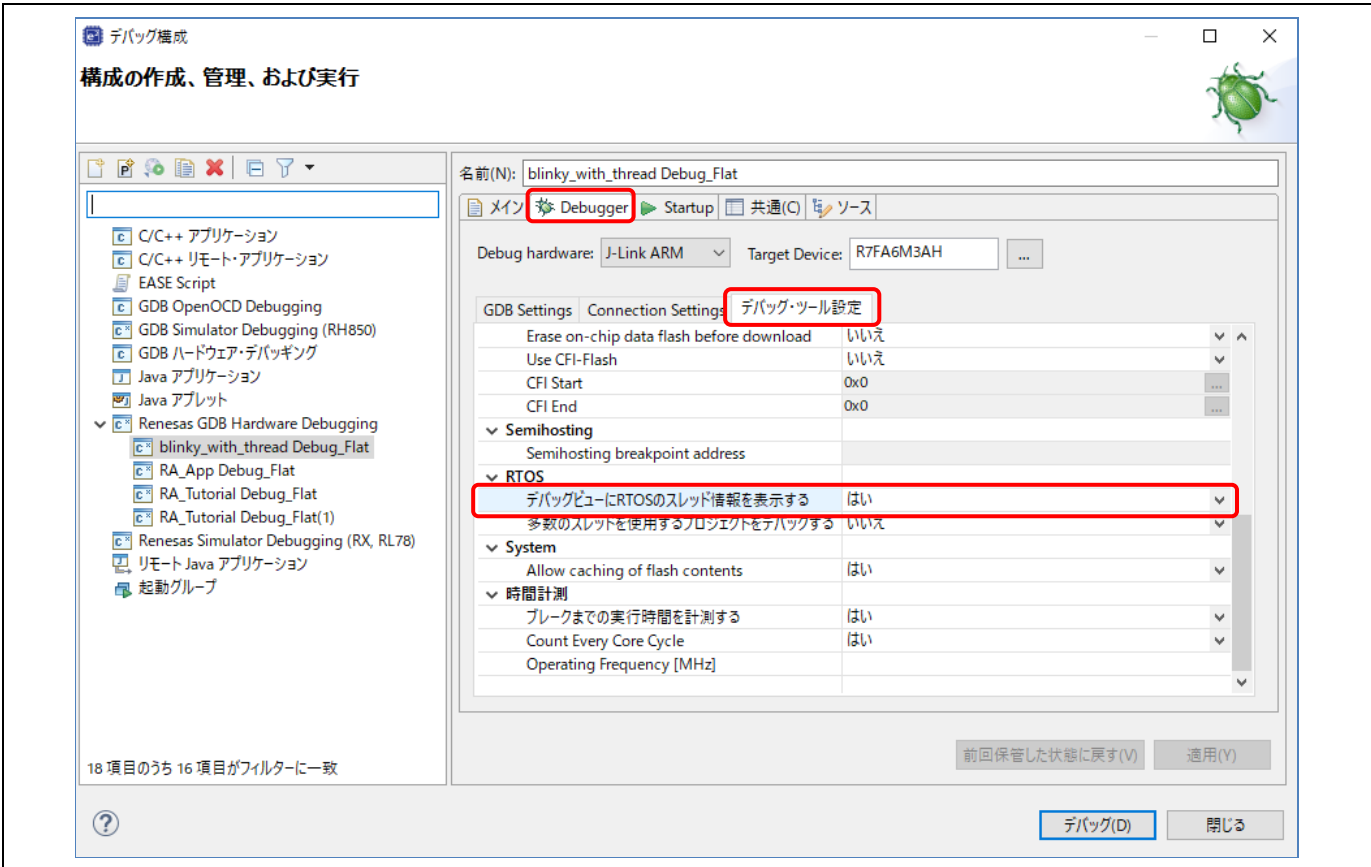 デバッグ構成
構成の作成、管理、および実行
C/C++ アプリケーション
C/C++ リモート・アプリケーション
EASE Script
GDB OpenOCD Debugging
GDB Simulator Debugging (RH850)
GDB ハードウェア・デバッギング
Java アプリケーション
Java アプレット
Renesas GDB Hardware Debugging
blinky_with_thread Debug_Flat
RA_App Debug_Flat
RA_Tutorial Debug_Flat
RA_Tutorial Debug_Flat(1)
Renesas Simulator Debugging (RX, RL78)
リモート Java アプリケーション
起動グループ
18 項目のうち 16 項目がフィルターに一致
名前(N): blinky_with_thread Debug_Flat
メイン Debugger Startup 共通(C) ソース
Debug hardware: J-Link ARM Target Device: R7FA6M3AH ...
GDB Settings Connection Settings デバッグ・ツール設定
Erase on-chip data flash before download いいえ
Use CFI-Flash いいえ
CFI Start 0x0 ...
CFI End 0x0 ...
Semihosting
Semihosting breakpoint address
RTOS
デバッグビューにRTOSのスレッド情報を表示する はい
多数のスレットを使用するプロジェクトをデバックする いいえ
System
Allow caching of flash contents はい
時間計測
ブレークまでの実行時間を計測する はい
Count Every Core Cycle はい
Operating Frequency [MHz]
前回保管した状態に戻す(V) 適用(Y)
デバッグ(D) 閉じる